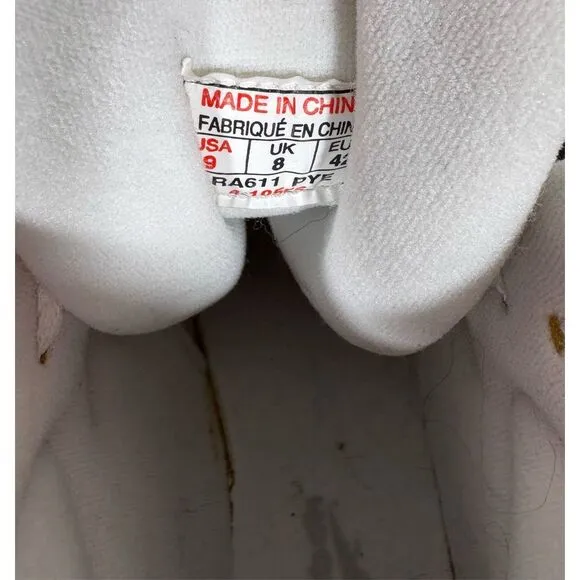 MADE IN CHIN
FABRIQUÉ EN CHIN
USA UK EU
9 8 42
RA611 PYE